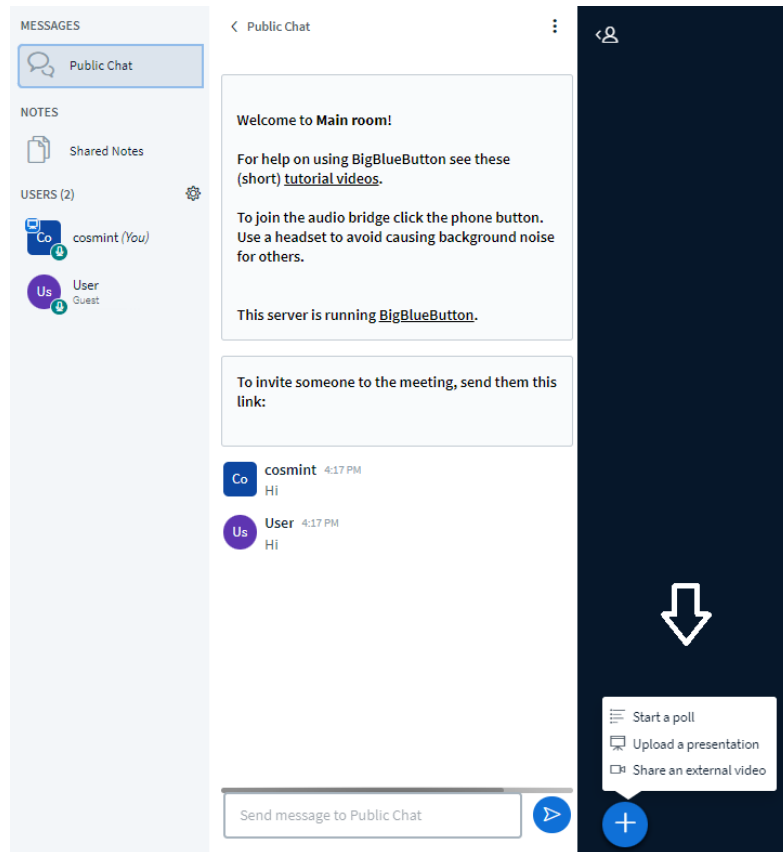 MESSAGES
Public Chat
NOTES
Shared Notes
USERS (2)
Co cosmint (You)
Us User
Guest
Public Chat
Welcome to Main room!
For help on using BigBlueButton see these
(short) tutorial videos.
To join the audio bridge click the phone button.
Use a headset to avoid causing background noise
for others.
This server is running BigBlueButton.
To invite someone to the meeting, send them this
link:
Co cosmint 4:17 PM
Hi
Us User 4:17 PM
Hi
Send message to Public Chat
Start a poll
Upload a presentation
Share an external video